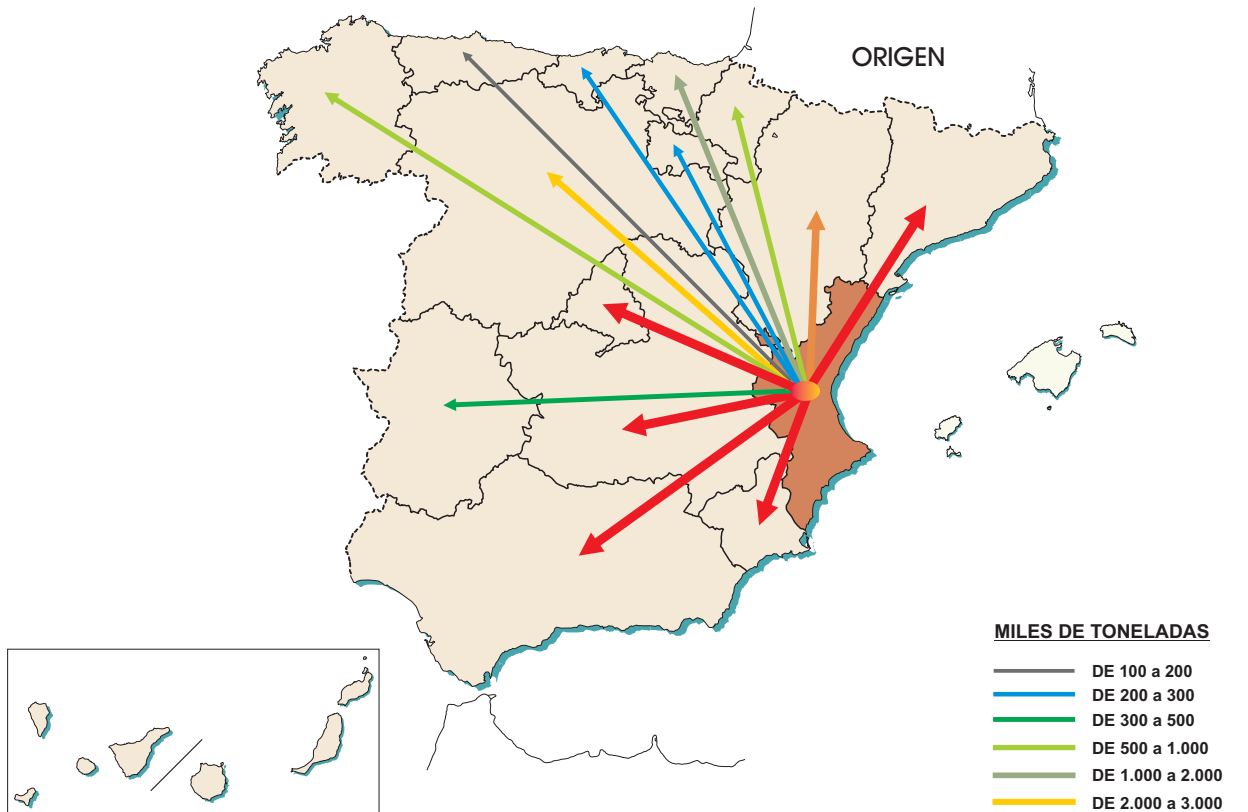 ORIGEN
MILES DE TONELADAS
DE 100 a 200
DE 200 a 300
DE 300 a 500
DE 500 a 1.000
DE 1.000 a 2.000
DE 2.000 a 3.000